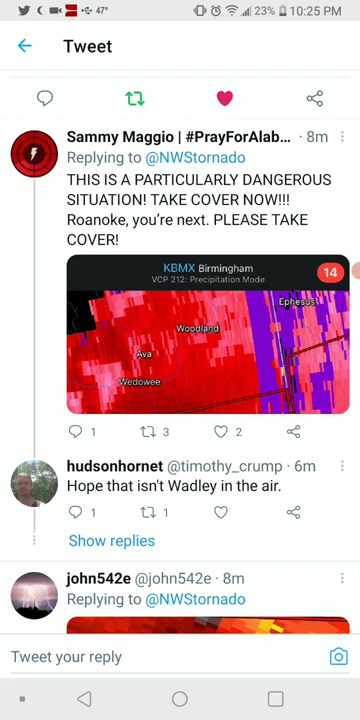 47°
23%
10:25 PM
Tweet
Sammy Maggio | #PrayForAlab... · 8m
Replying to @NWStornado
THIS IS A PARTICULARLY DANGEROUS
SITUATION! TAKE COVER NOW!!!
Roanoke, you're next. PLEASE TAKE
COVER!
KBMX Birmingham
VCP 212: Precipitation Mode
14
Ephesus
Woodland
Ava
Wedowee
1
3
2
hudsonhornet @timothy_crump · 6m
Hope that isn't Wadley in the air.
1
1
Show replies
john542e @john542e · 8m
Replying to @NWStornado
Tweet your reply